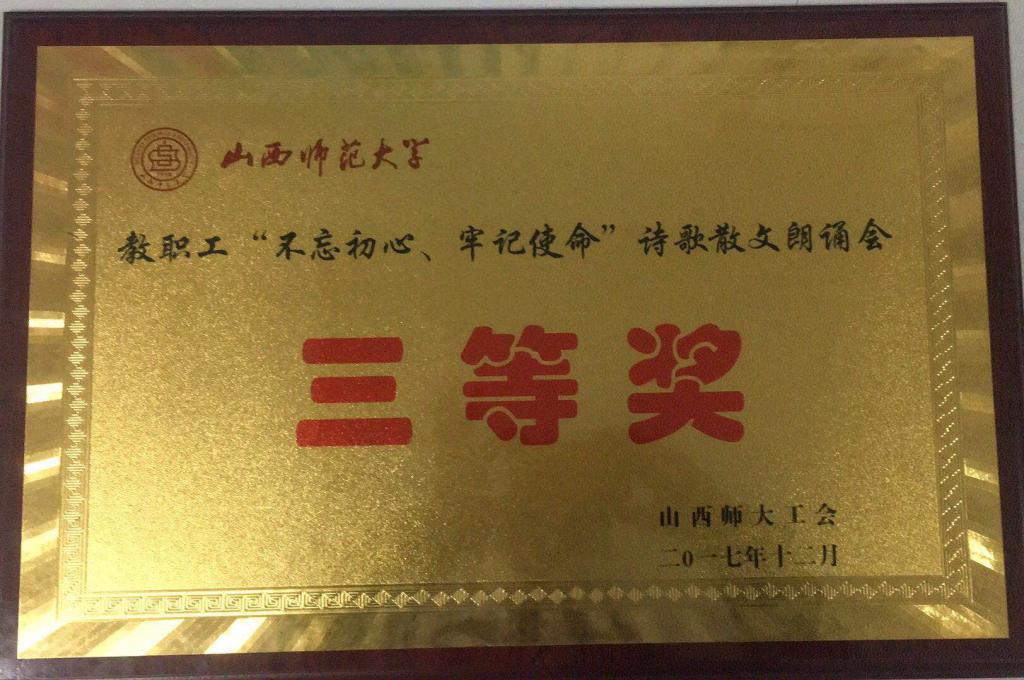 山西师范大学
教职工“不忘初心、牢记使命”诗歌散文朗诵会
三等奖
山西师大工会
二0一七年十二月